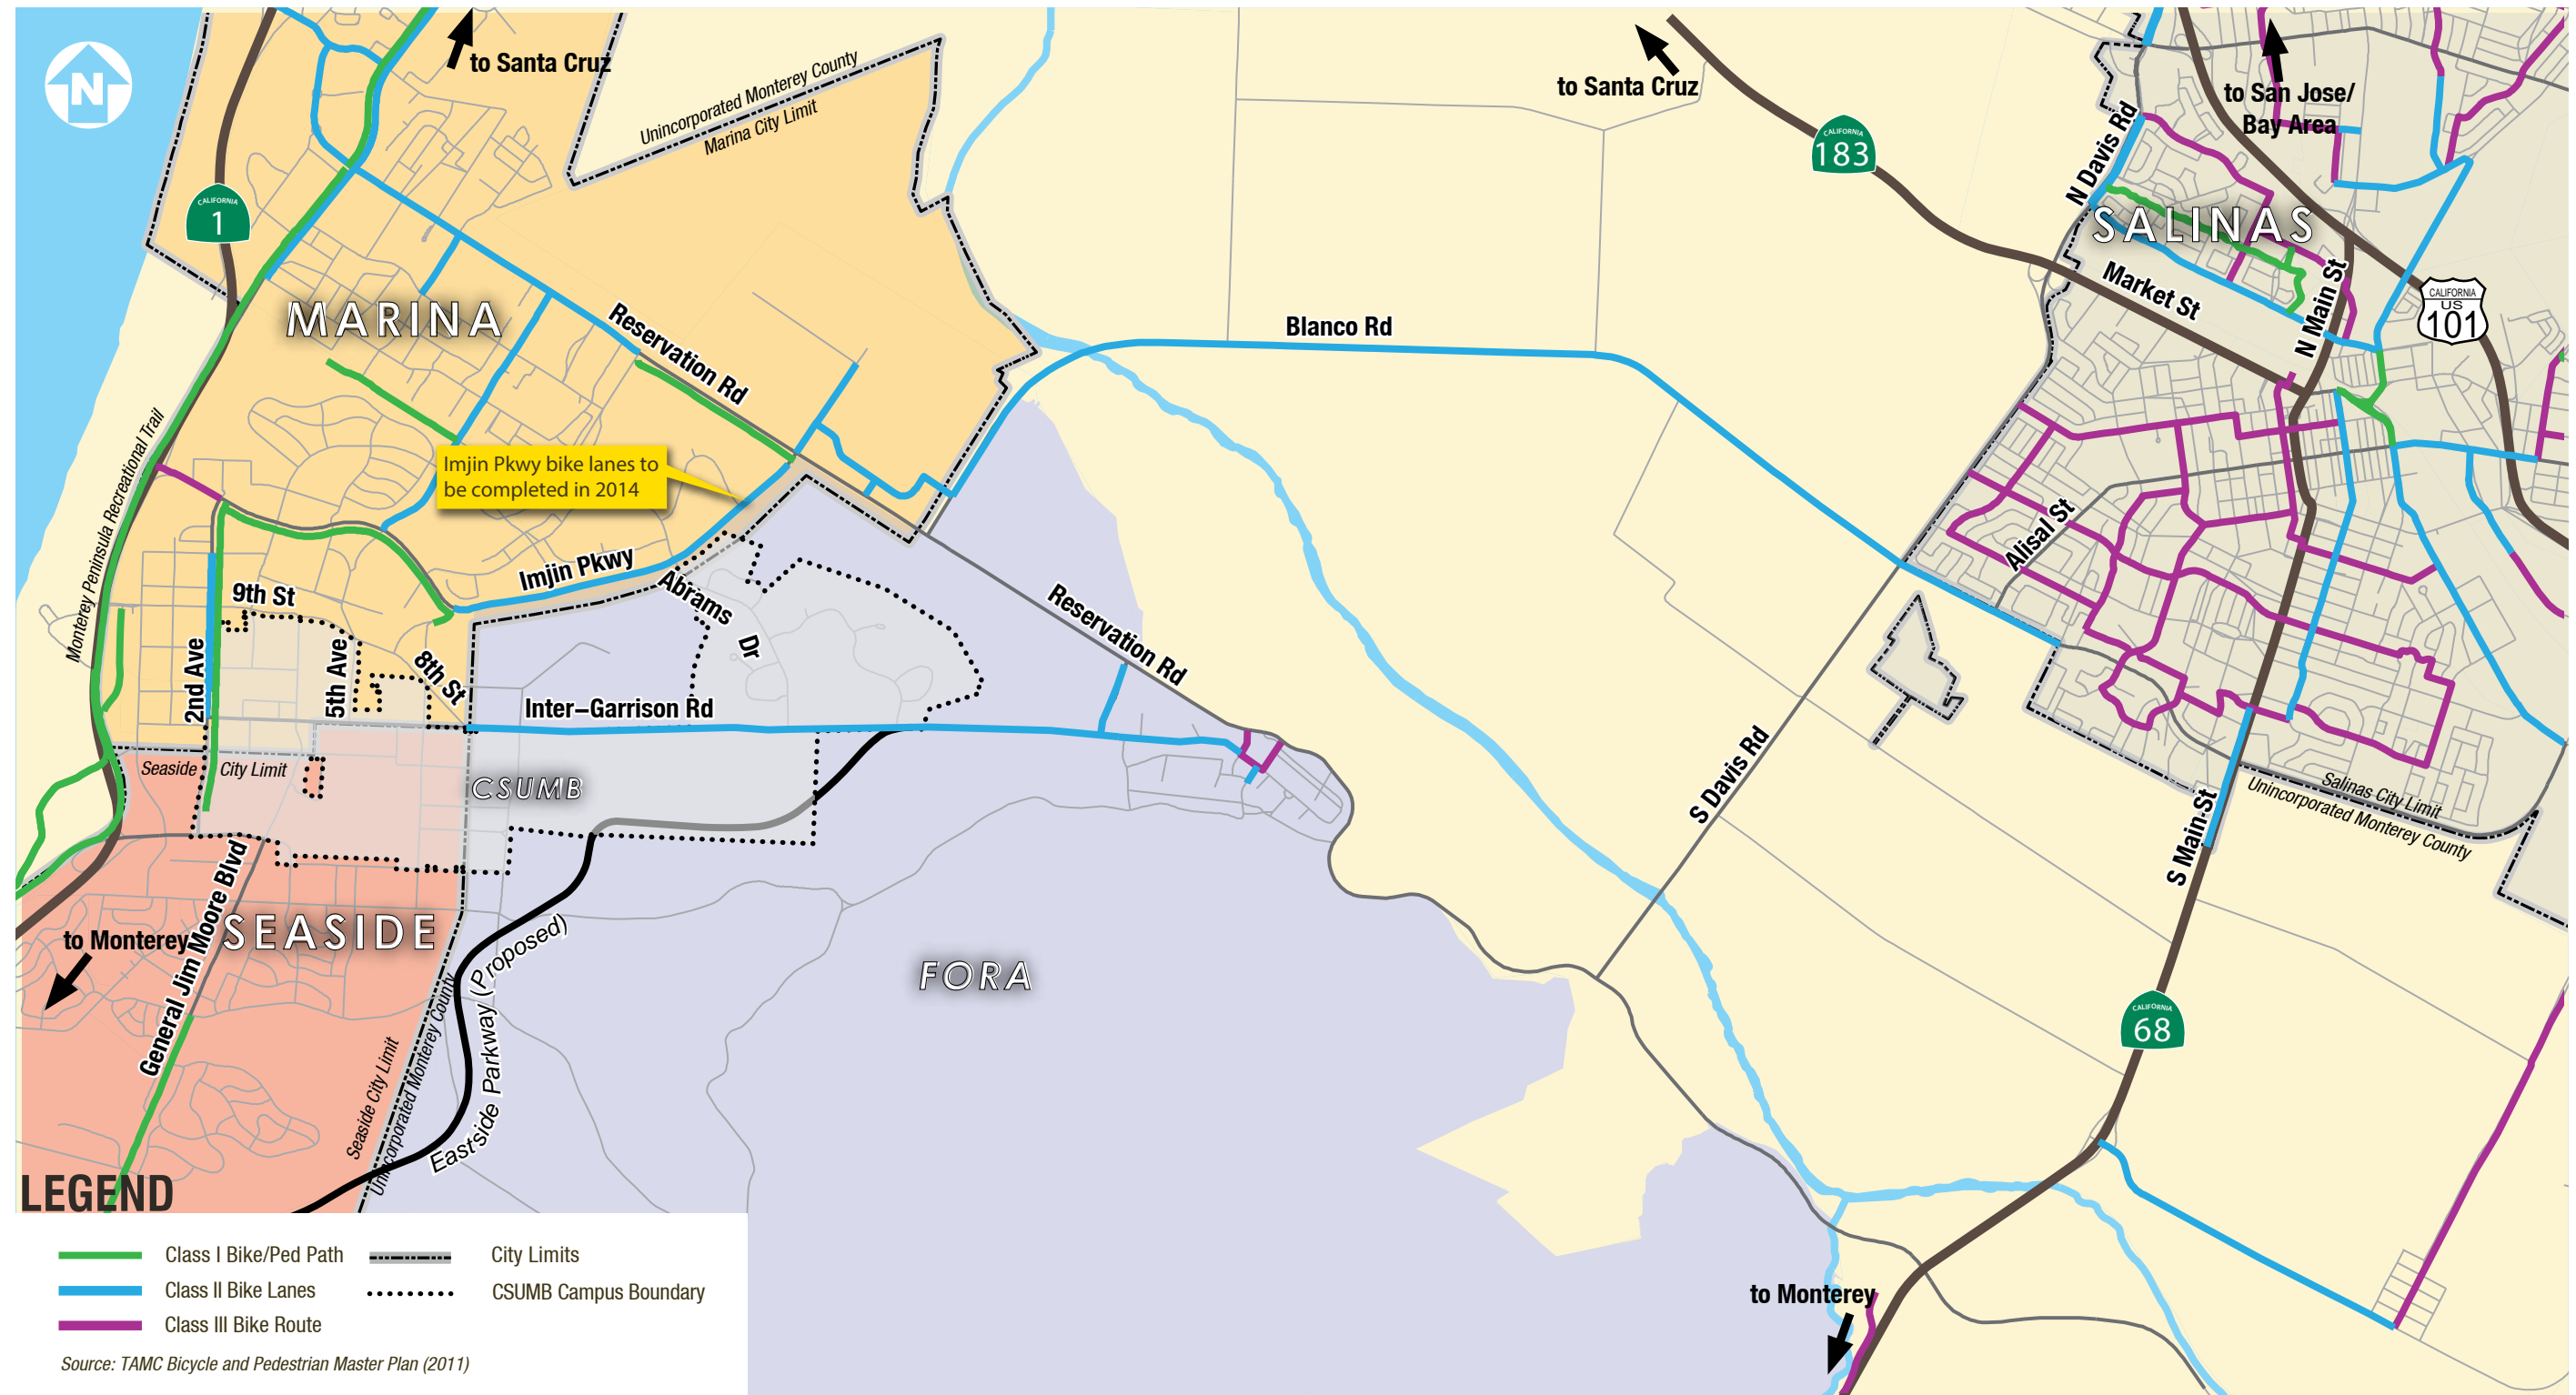 N
to Santa Cruz
Unincorporated Monterey County
Marina City Limit
to Santa Cruz
CALIFORNIA
183
to San Jose/
Bay Area
N Davis Rd
SALINAS
CALIFORNIA
1
MARINA
Reservation Rd
Blanco Rd
Market St
N Main St
CALIFORNIA
US
101
Monterey Peninsula Recreational Trail
Imjin Pkwy bike lanes to
be completed in 2014
Imjin Pkwy
Abrams
Dr
9th St
2nd Ave
5th Ave
8th St
Inter–Garrison Rd
Reservation Rd
Alisal St
S Davis Rd
Seaside
City Limit
CSUMB
Salinas City Limit
Unincorporated Monterey County
S Main St
General Jim Moore Blvd
SEASIDE
to Monterey
FORA
Eastside Parkway (Proposed)
Seaside City Limit
Unincorporated Monterey County
CALIFORNIA
68
to Monterey
LEGEND
Class I Bike/Ped Path
City Limits
Class II Bike Lanes
CSUMB Campus Boundary
Class III Bike Route
Source: TAMC Bicycle and Pedestrian Master Plan (2011)